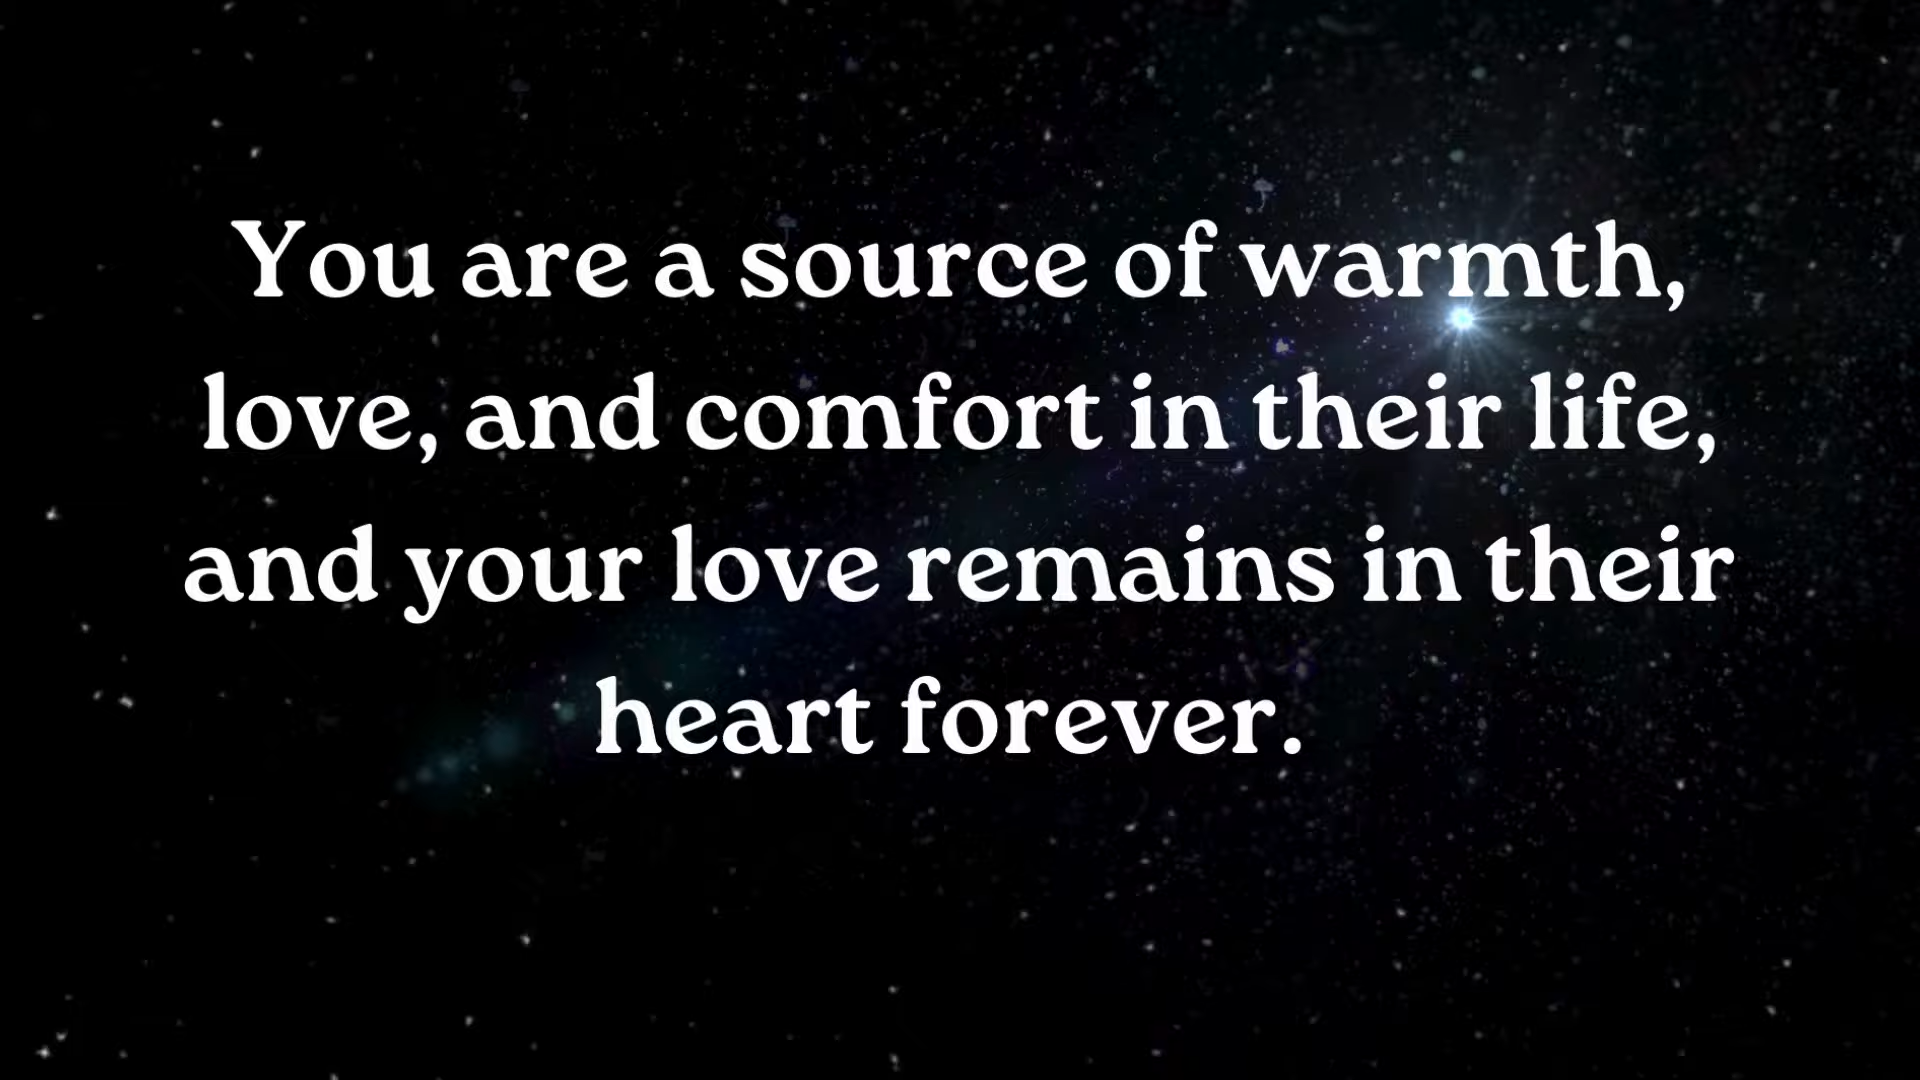 You are a source of warmth,
love, and comfort in their life,
and your love remains in their
heart forever.